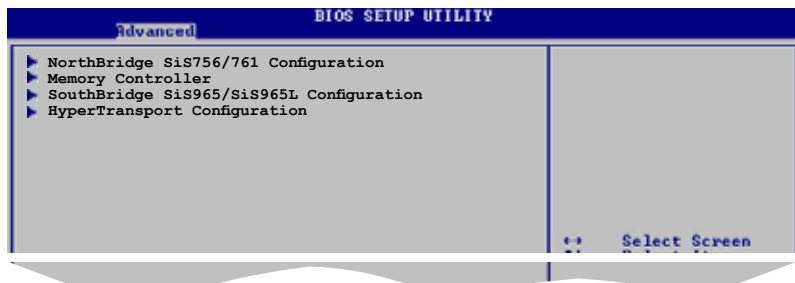 BIOS SETUP UTILITY
Advanced
NorthBridge SiS756/761 Configuration
Memory Controller
SouthBridge SiS965/SiS965L Configuration
HyperTransport Configuration
Select Screen